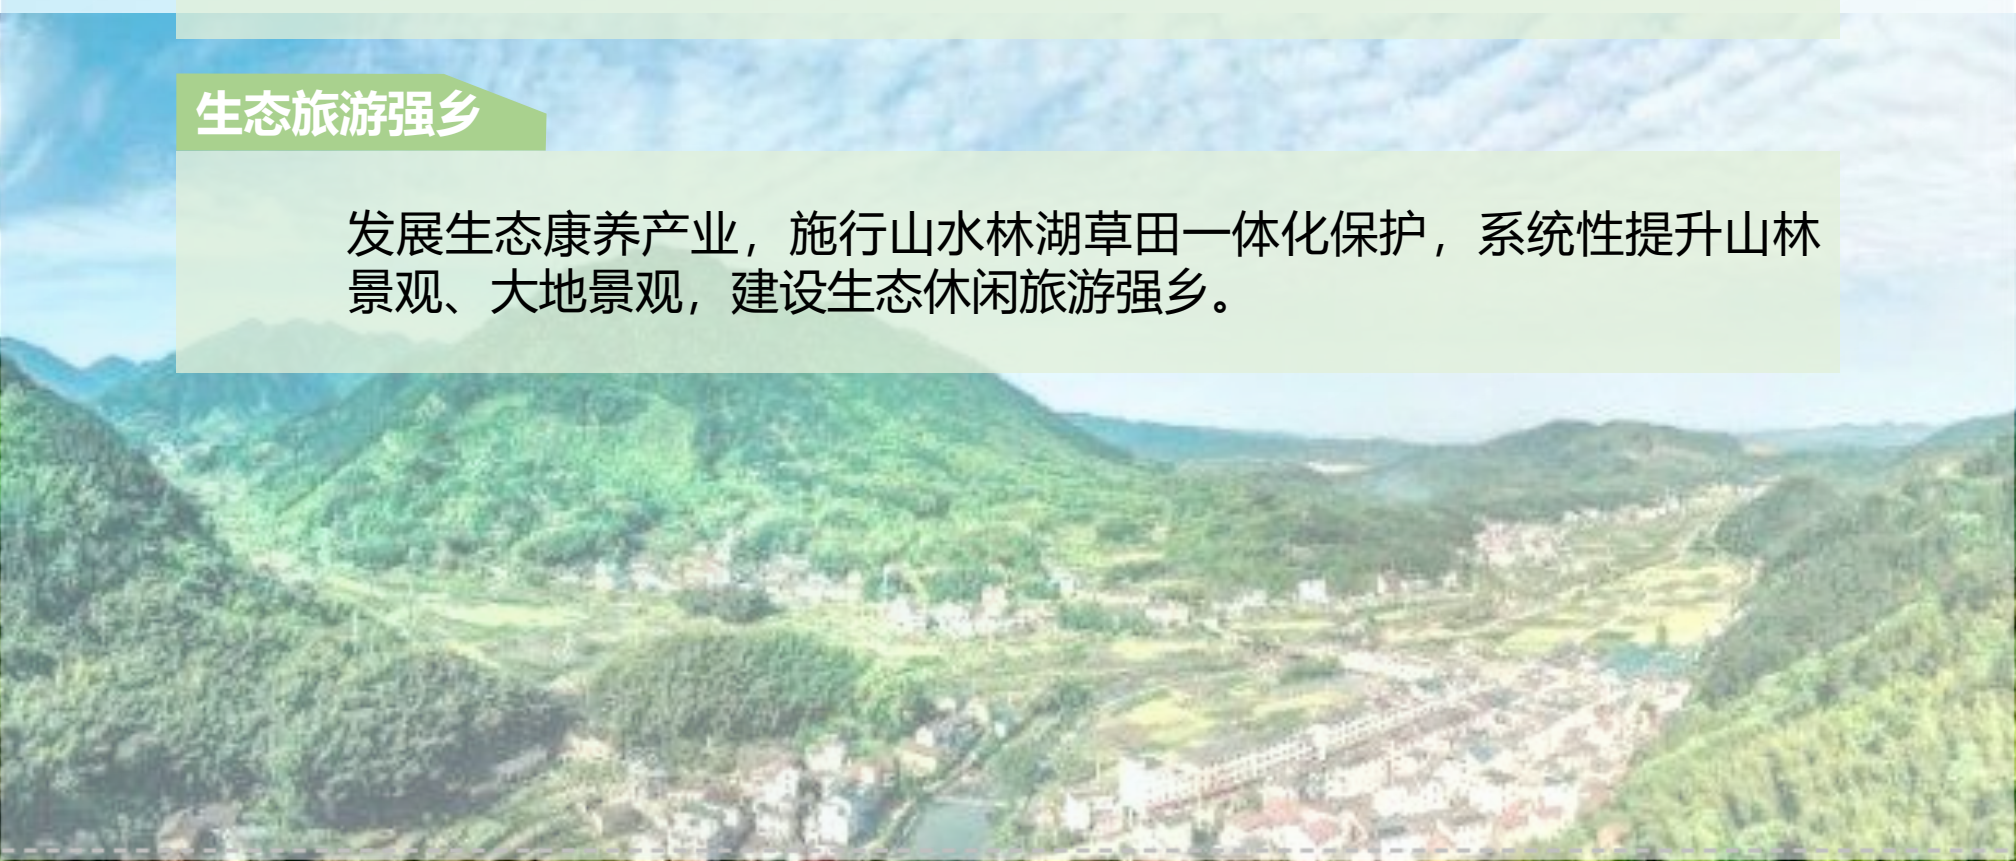 生态旅游强乡
发展生态康养产业，施行山水林湖草田一体化保护，系统性提升山林
景观、大地景观，建设生态休闲旅游强乡。